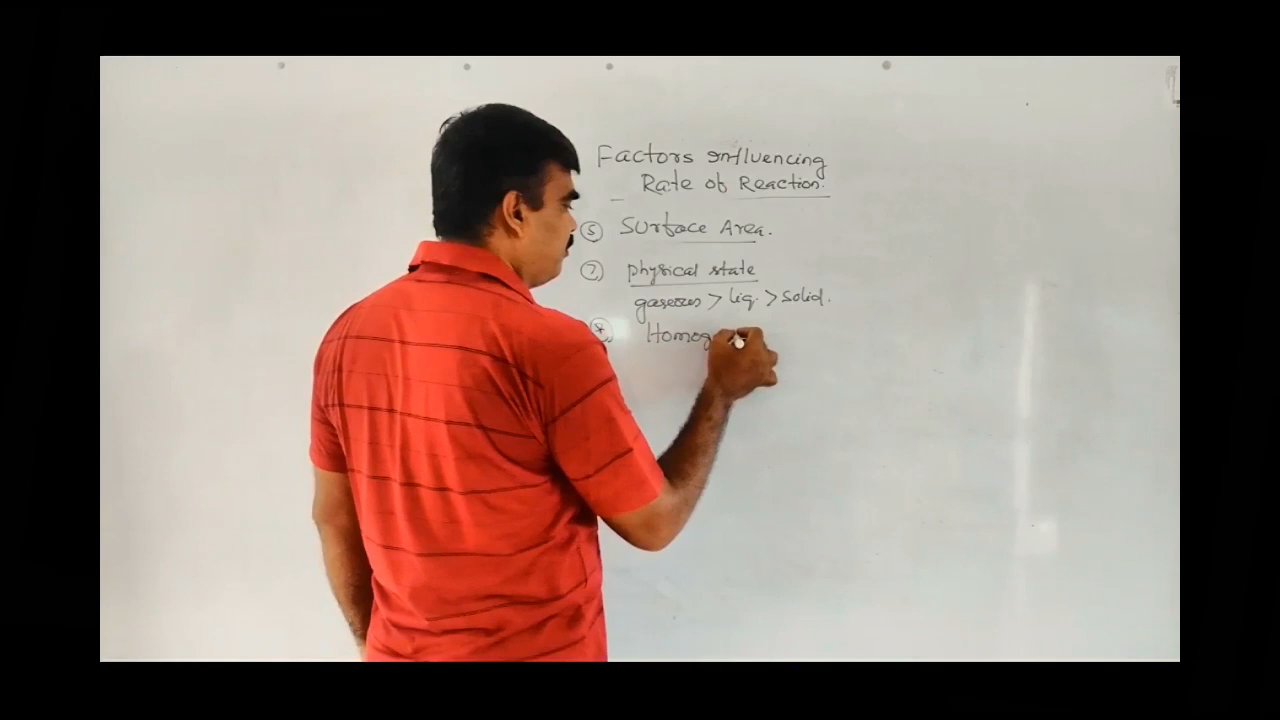 Factors Influencing
Rate of Reaction.
⑤ Surface Area.
⑦ physical state
gaseous > liq. > solid.
Homog